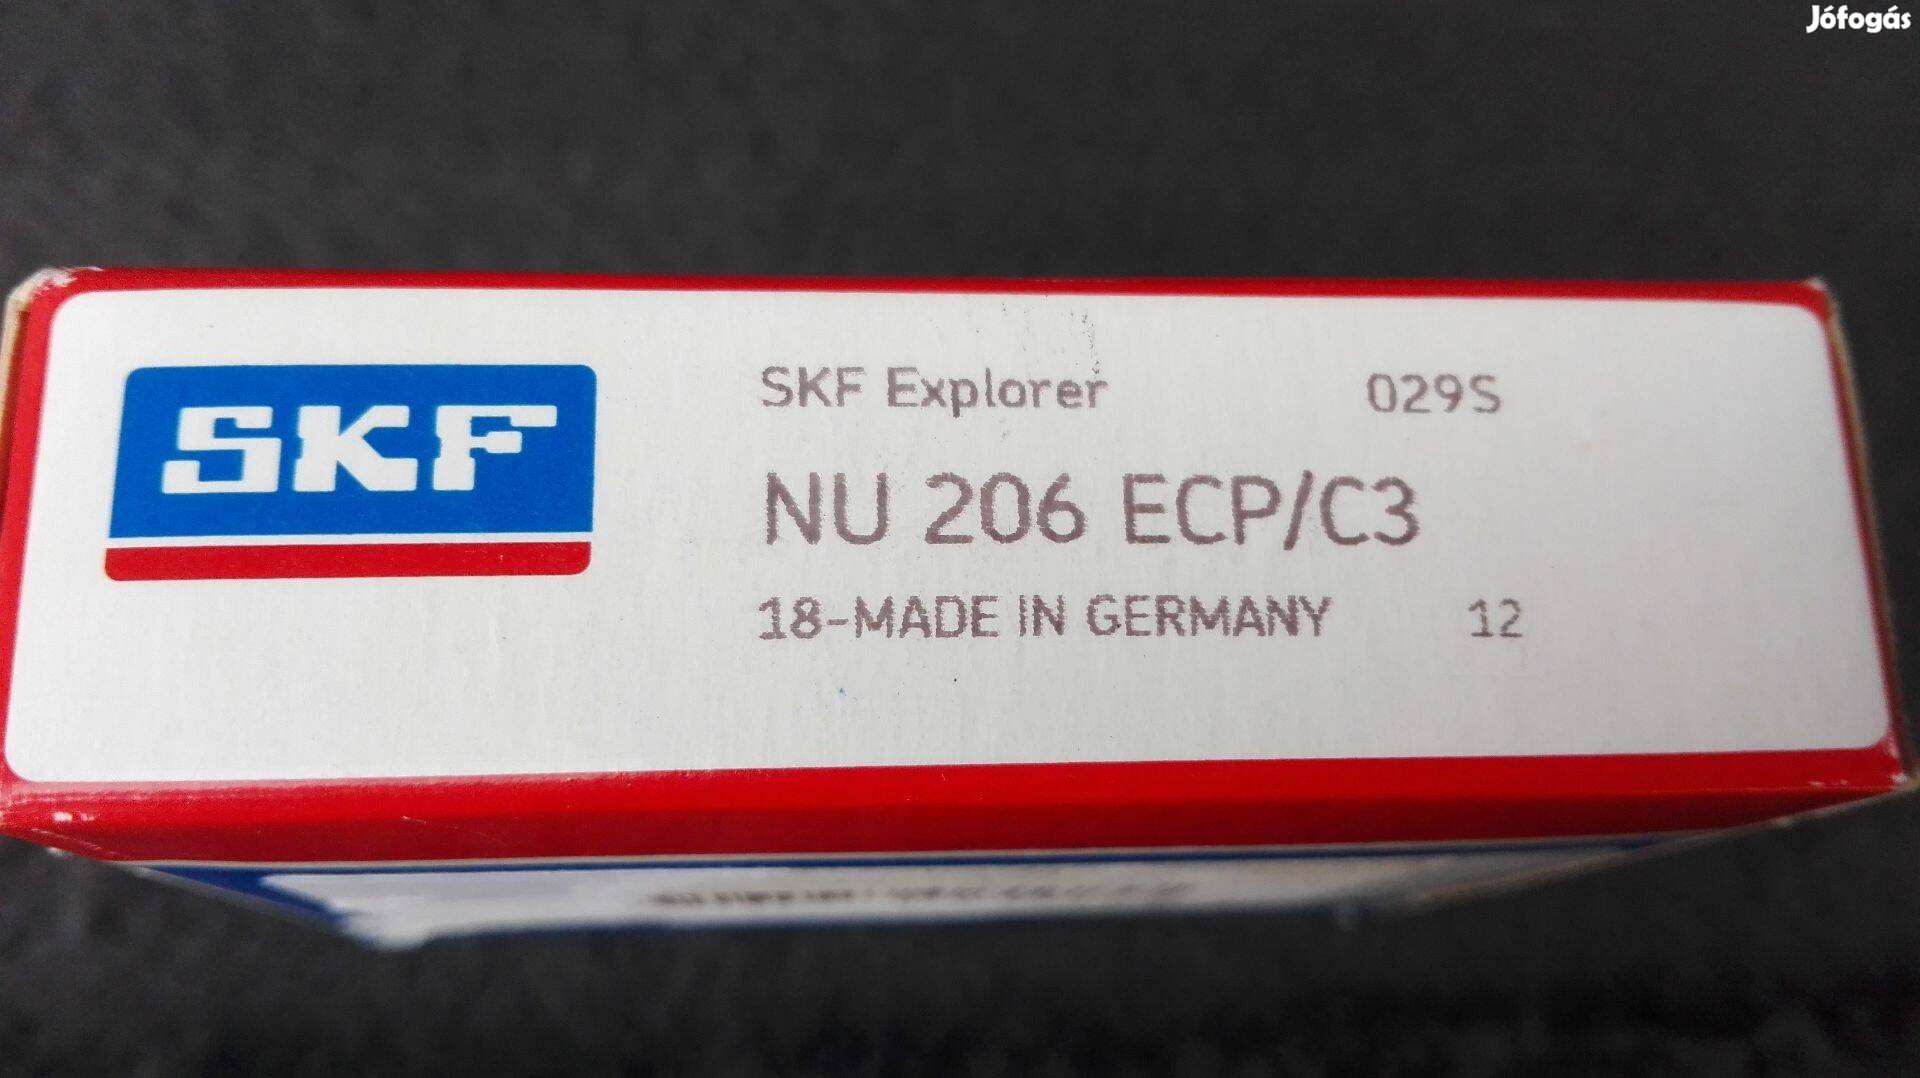 Jófogás
SKF
SKF Explorer 029S
NU 206 ECP/C3
18-MADE IN GERMANY 12